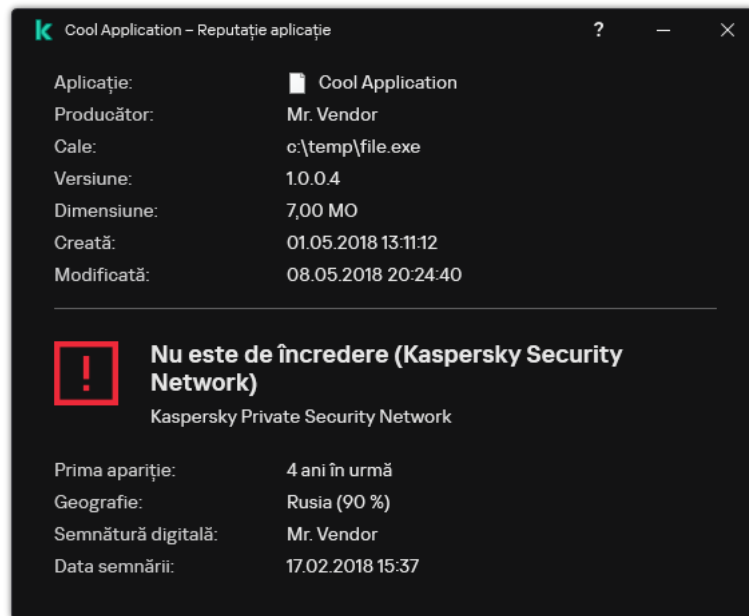 Cool Application – Reputație aplicație ?
Aplicație: Cool Application
Producător: Mr. Vendor
Cale: c:\temp\file.exe
Versiune: 1.0.0.4
Dimensiune: 7,00 MO
Creată: 01.05.2018 13:11:12
Modificată: 08.05.2018 20:24:40
Nu este de încredere (Kaspersky Security
Network)
Kaspersky Private Security Network
Prima apariție: 4 ani în urmă
Geografie: Rusia (90 %)
Semnătură digitală: Mr. Vendor
Data semnării: 17.02.2018 15:37